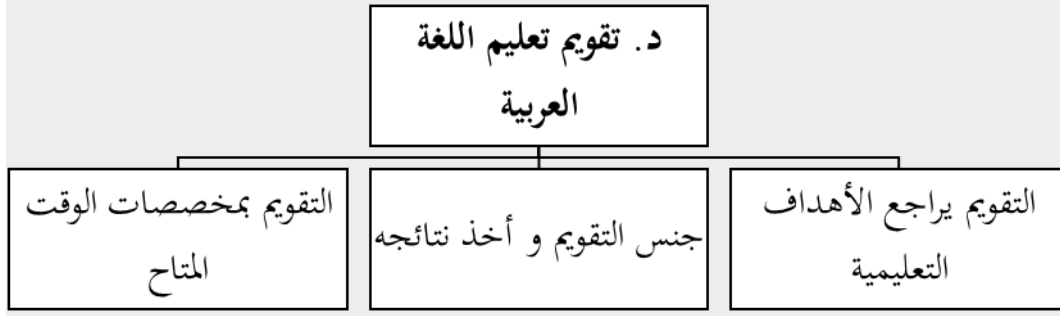 د. تقويم تعليم اللغة
العربية
التقويم يراجع الأهداف
التعليمية
جنس التقويم و أخذ نتائجه
التقويم بمخصصات الوقت
المتاح